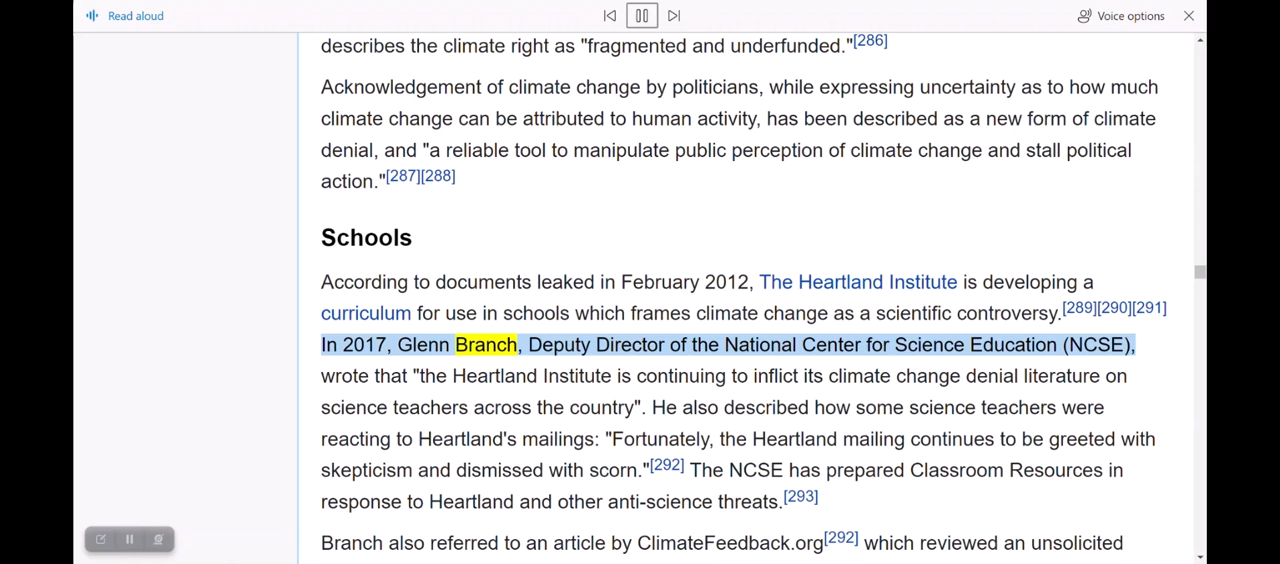 Read aloud
Voice options
describes the climate right as "fragmented and underfunded."[286]
Acknowledgement of climate change by politicians, while expressing uncertainty as to how much
climate change can be attributed to human activity, has been described as a new form of climate
denial, and "a reliable tool to manipulate public perception of climate change and stall political
action."[287][288]
Schools
According to documents leaked in February 2012, The Heartland Institute is developing a
curriculum for use in schools which frames climate change as a scientific controversy.[289][290][291]
In 2017, Glenn Branch, Deputy Director of the National Center for Science Education (NCSE),
wrote that "the Heartland Institute is continuing to inflict its climate change denial literature on
science teachers across the country". He also described how some science teachers were
reacting to Heartland's mailings: "Fortunately, the Heartland mailing continues to be greeted with
skepticism and dismissed with scorn."[292] The NCSE has prepared Classroom Resources in
response to Heartland and other anti-science threats.[293]
Branch also referred to an article by ClimateFeedback.org[292] which reviewed an unsolicited